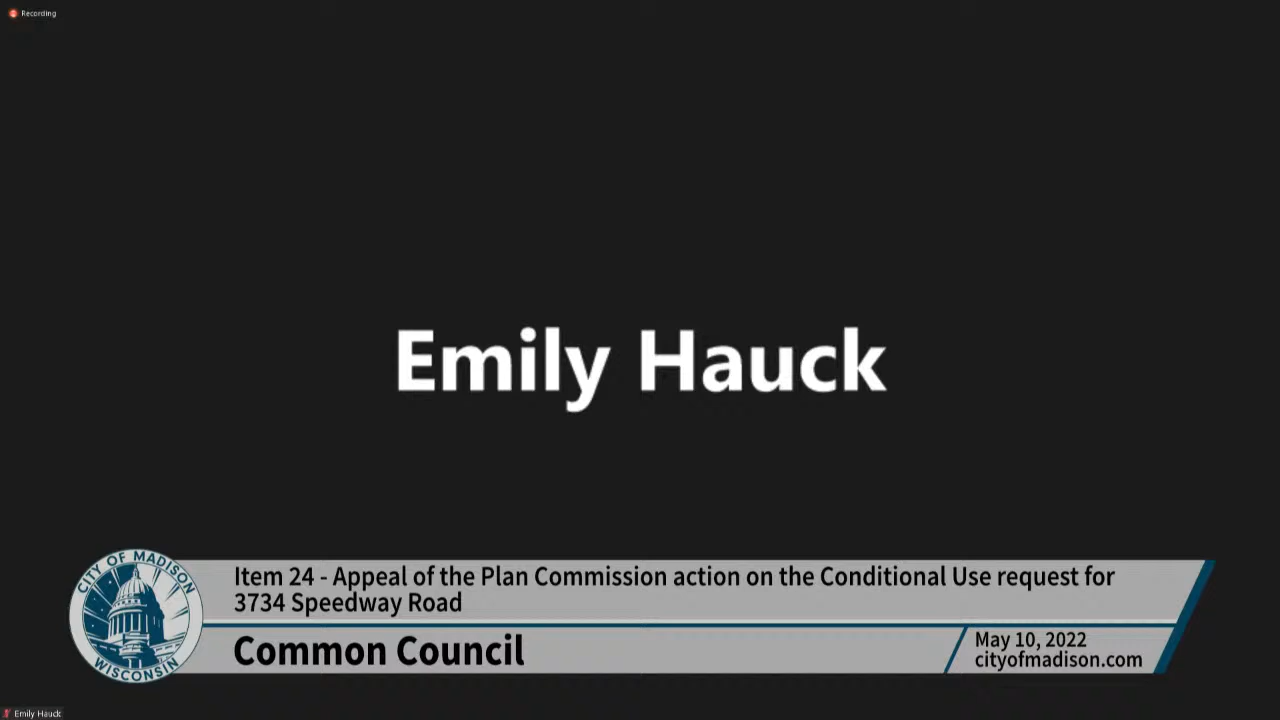 Recording
Emily Hauck
CITY OF MADISON
WISCONSIN
Item 24 - Appeal of the Plan Commission action on the Conditional Use request for
3734 Speedway Road
Common Council
May 10, 2022
cityofmadison.com
Emily Hauck